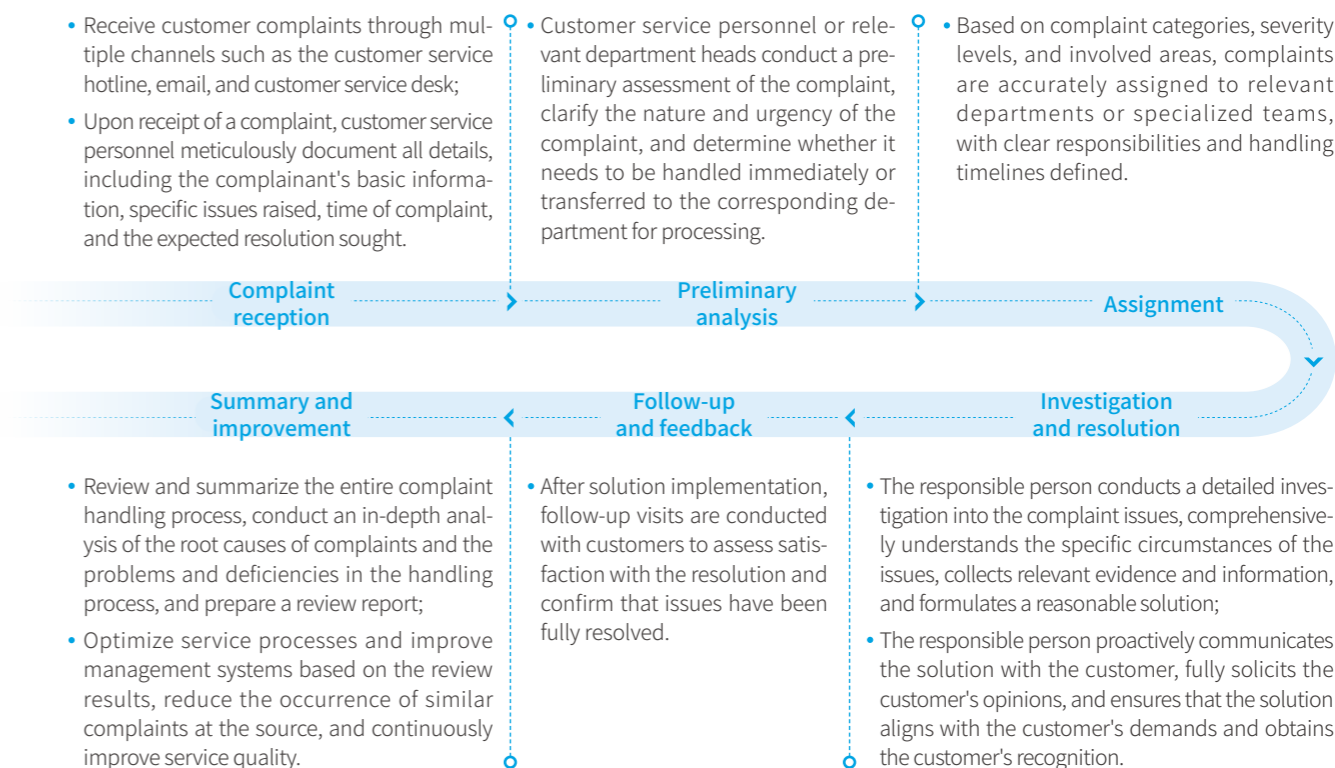 • Receive customer complaints through mul-
tiple channels such as the customer service
hotline, email, and customer service desk;
• Upon receipt of a complaint, customer service
personnel meticulously document all details,
including the complainant's basic informa-
tion, specific issues raised, time of complaint,
and the expected resolution sought.
• Customer service personnel or rele-
vant department heads conduct a pre-
liminary assessment of the complaint,
clarify the nature and urgency of the
complaint, and determine whether it
needs to be handled immediately or
transferred to the corresponding de-
partment for processing.
• Based on complaint categories, severity
levels, and involved areas, complaints
are accurately assigned to relevant
departments or specialized teams,
with clear responsibilities and handling
timelines defined.
Complaint
reception
Preliminary
analysis
Assignment
Summary and
improvement
Follow-up
and feedback
Investigation
and resolution
• Review and summarize the entire complaint
handling process, conduct an in-depth anal-
ysis of the root causes of complaints and the
problems and deficiencies in the handling
process, and prepare a review report;
• Optimize service processes and improve
management systems based on the review
results, reduce the occurrence of similar
complaints at the source, and continuously
improve service quality.
• After solution implementation,
follow-up visits are conducted
with customers to assess satis-
faction with the resolution and
confirm that issues have been
fully resolved.
• The responsible person conducts a detailed inves-
tigation into the complaint issues, comprehensive-
ly understands the specific circumstances of the
issues, collects relevant evidence and information,
and formulates a reasonable solution;
• The responsible person proactively communicates
the solution with the customer, fully solicits the
customer's opinions, and ensures that the solution
aligns with the customer's demands and obtains
the customer's recognition.